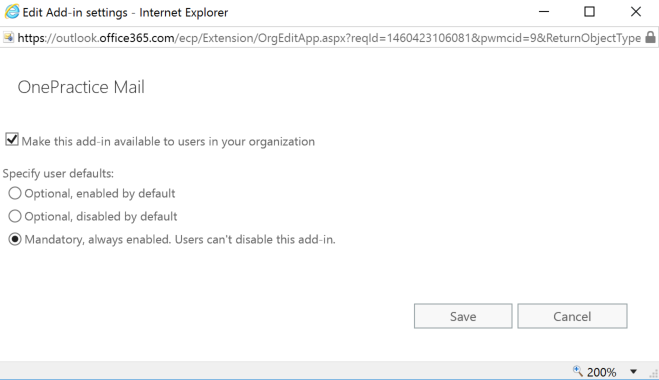 Edit Add-in settings - Internet Explorer
https://outlook.office365.com/ecp/Extension/OrgEditApp.aspx?reqId=1460423106081&pwmcid=9&ReturnObjectType
OnePractice Mail
Make this add-in available to users in your organization
Specify user defaults:
Optional, enabled by default
Optional, disabled by default
Mandatory, always enabled. Users can't disable this add-in.
Save Cancel
200%